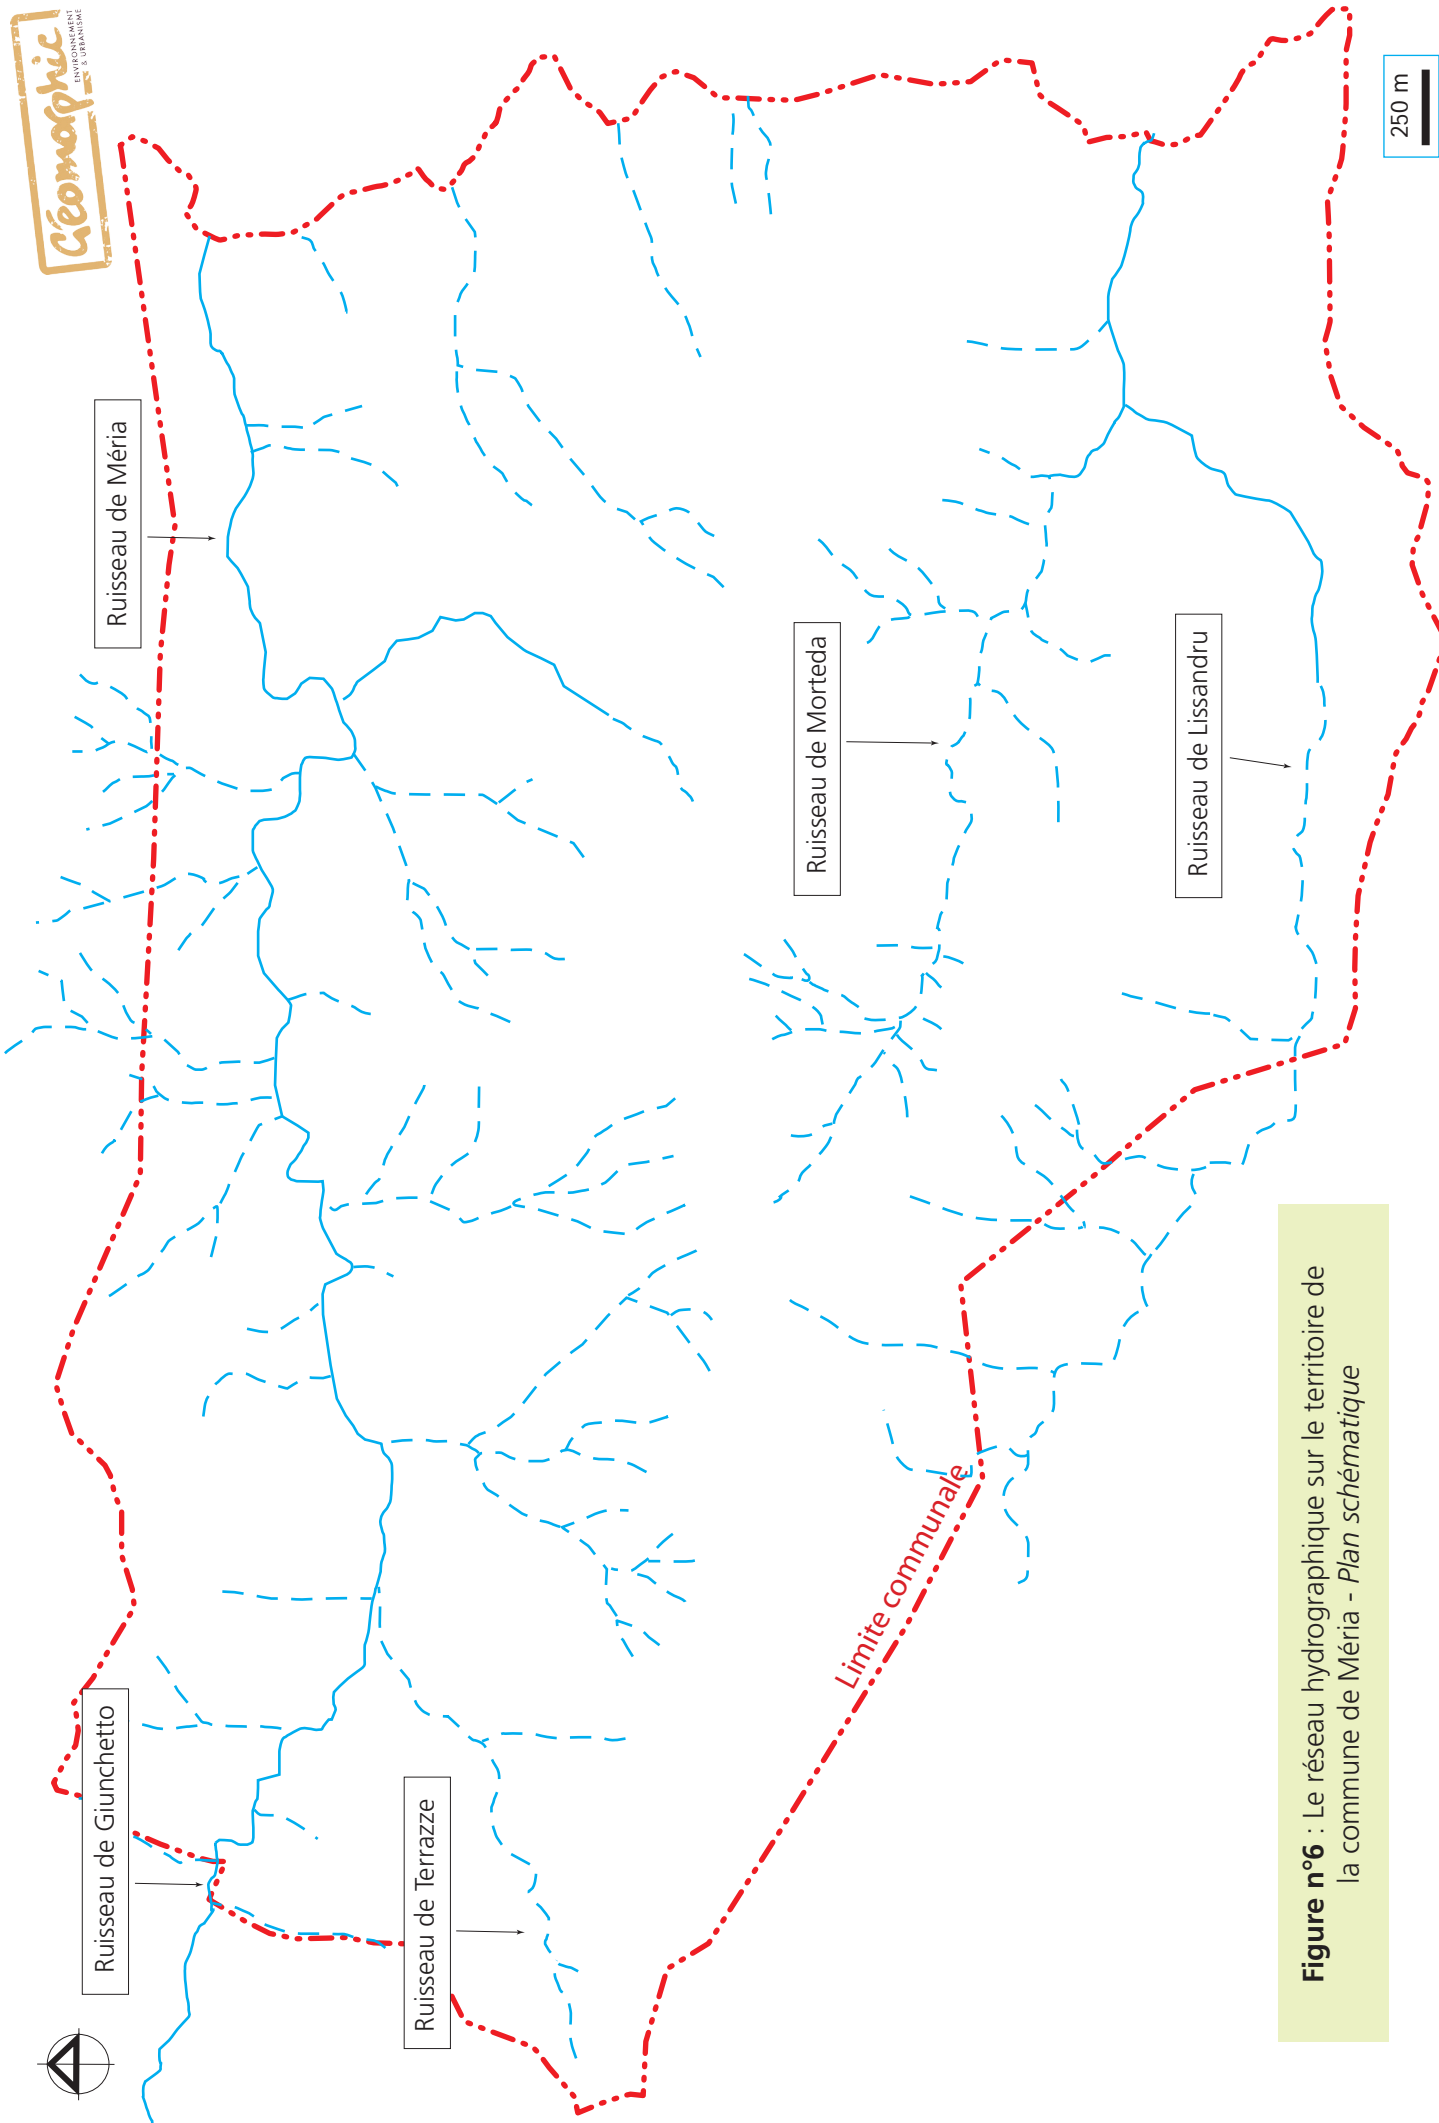 Géomorphic
ENVIRONNEMENT
& URBANISME
Ruisseau de Giunchetto
Ruisseau de Méria
Ruisseau de Terrazze
Ruisseau de Morteda
Limite communale
Ruisseau de Lissandru
Figure n°6 : Le réseau hydrographique sur le territoire de
la commune de Méria - Plan schématique
250 m